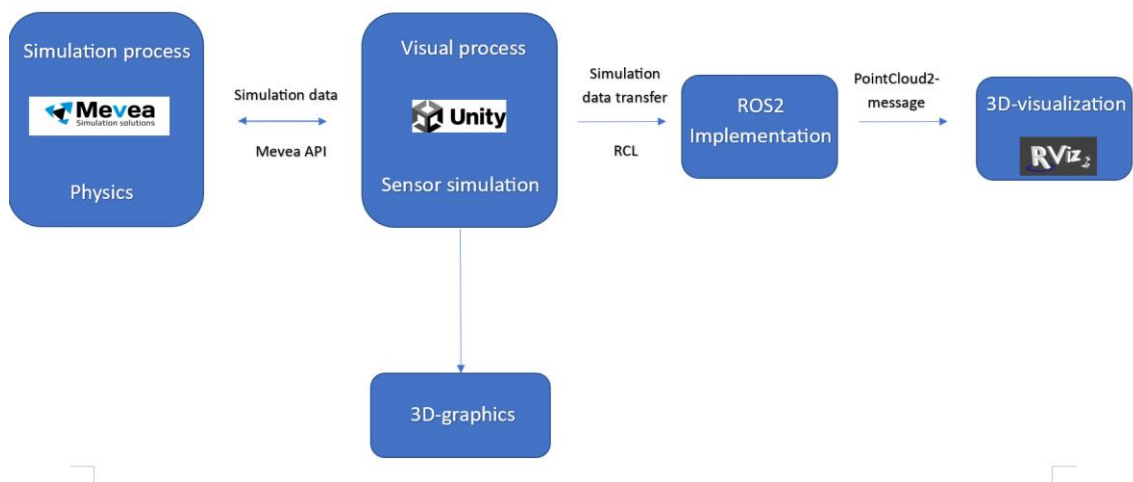 Simulation process
Mevea
Simulation solutions
Physics
Simulation data
Mevea API
Visual process
Unity
Sensor simulation
Simulation
data transfer
RCL
ROS2
Implementation
PointCloud2-
message
3D-visualization
RViz 2
3D-graphics